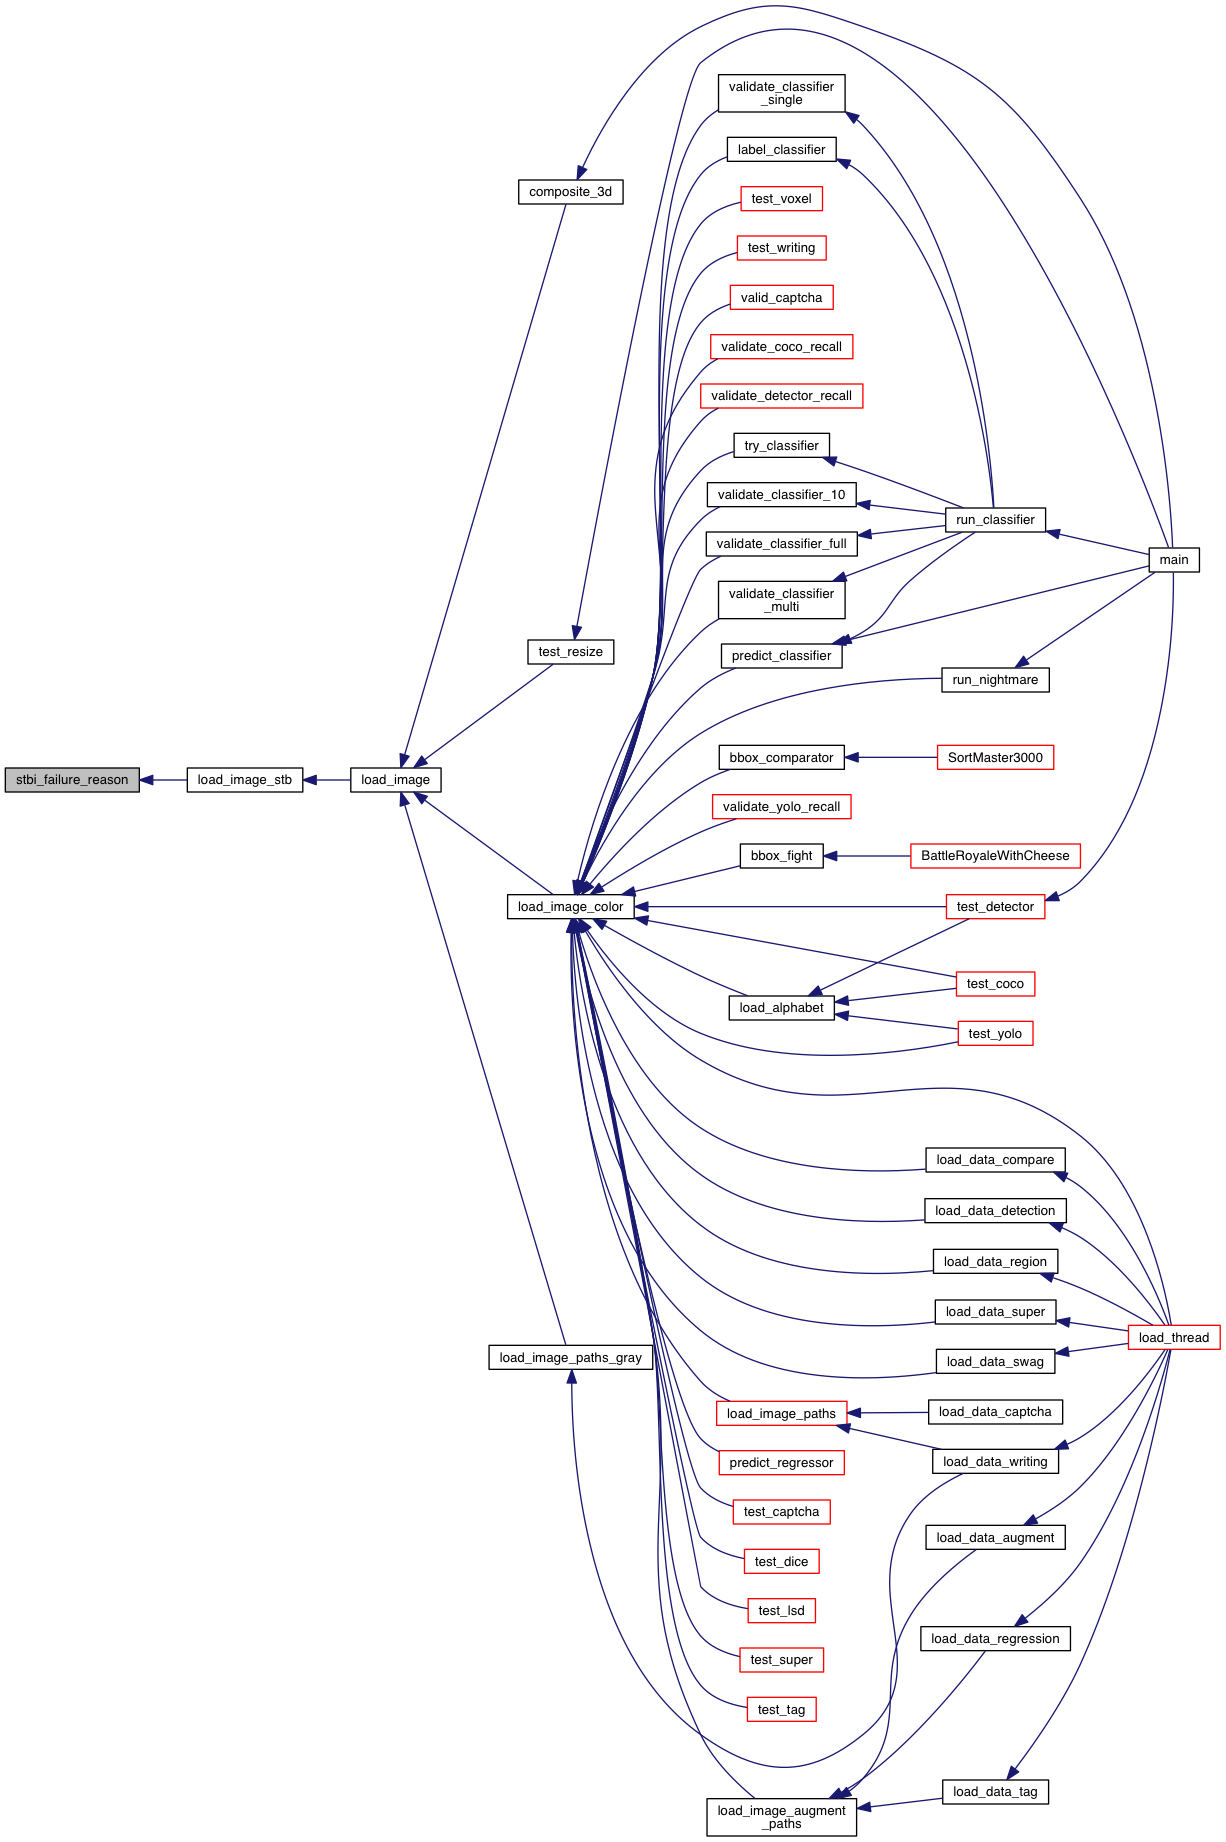 validate_classifier
_single
label_classifier
composite_3d
test_voxel
test_writing
valid_captcha
validate_coco_recall
validate_detector_recall
try_classifier
validate_classifier_10
run_classifier
validate_classifier_full
main
validate_classifier
_multi
test_resize
predict_classifier
run_nightmare
bbox_comparator
SortMaster3000
stbi_failure_reason
load_image_stb
load_image
validate_yolo_recall
bbox_fight
BattleRoyaleWithCheese
load_image_color
test_detector
test_coco
load_alphabet
test_yolo
load_data_compare
load_data_detection
load_data_region
load_data_super
load_thread
load_image_paths_gray
load_data_swag
load_image_paths
load_data_captcha
predict_regressor
load_data_writing
test_captcha
load_data_augment
test_dice
test_lsd
load_data_regression
test_super
test_tag
load_data_tag
load_image_augment
_paths